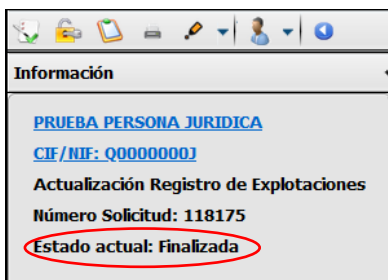 Información
PRUEBA PERSONA JURIDICA
CIF/NIF: Q0000000J
Actualización Registro de Explotaciones
Número Solicitud: 118175
Estado actual: Finalizada